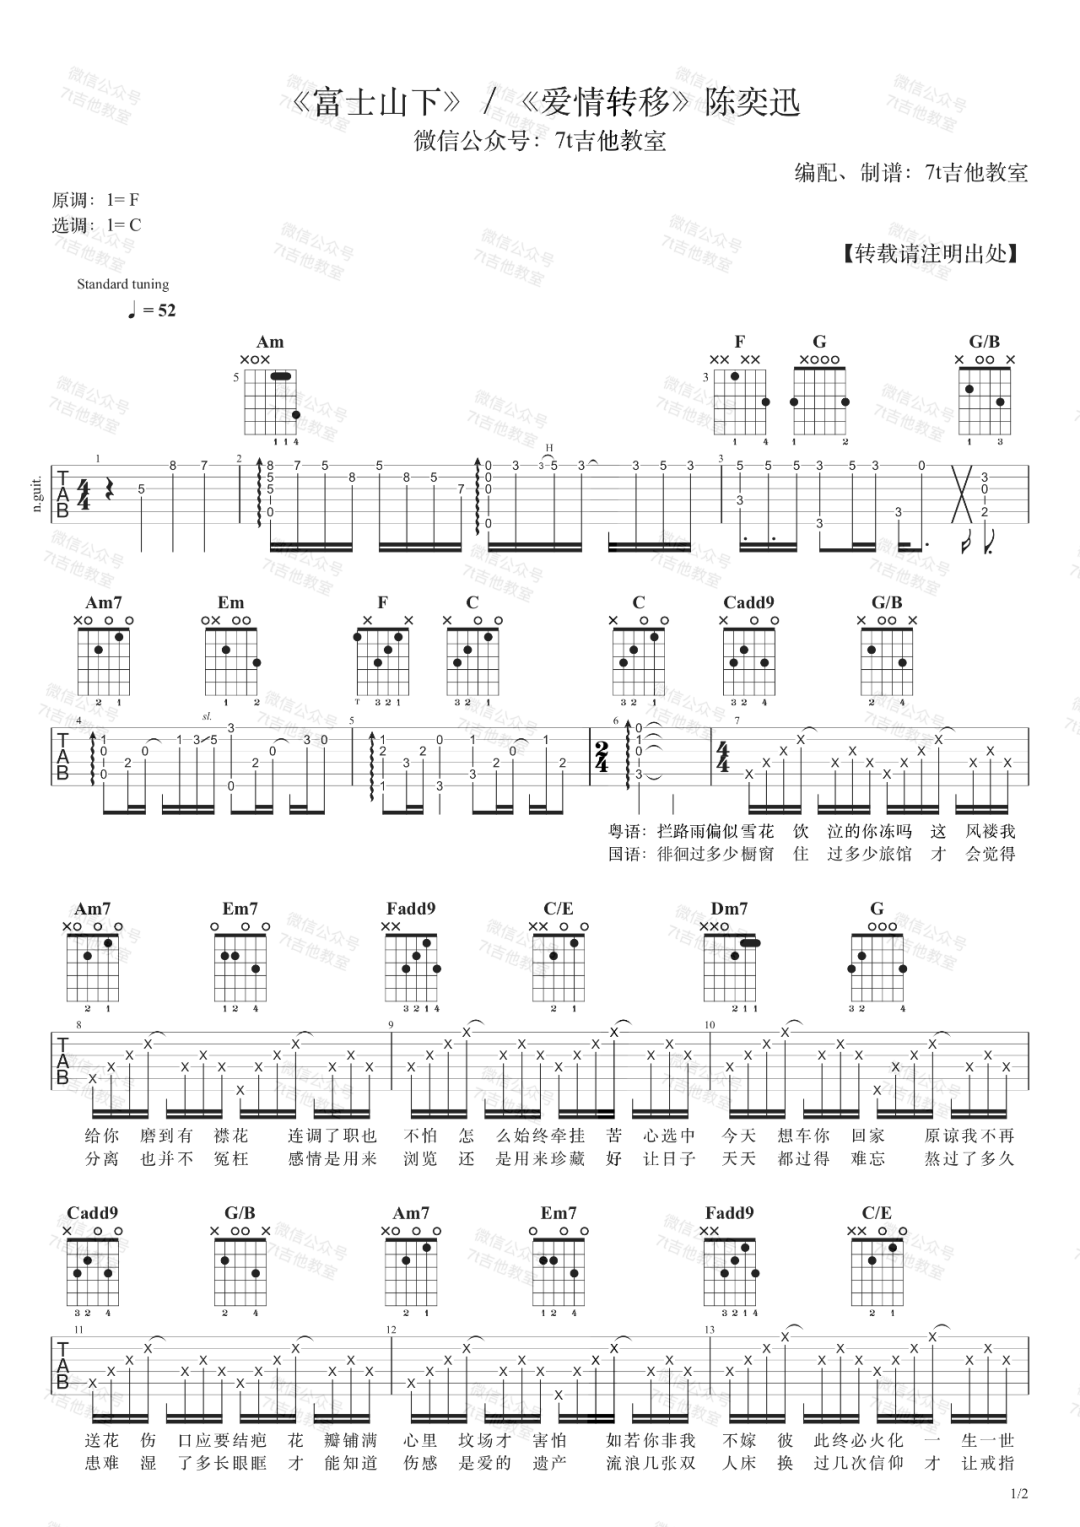 《富士山下》 / 《爱情转移》陈奕迅
微信公众号：7t吉他教室
编配、制谱：7t吉他教室
原调：1= F
选调：1= C
【转载请注明出处】
Standard tuning
♩= 52
Am F G G/B
n.guit.
Am7 Em F C C Cadd9 G/B
粤语：拦路雨偏似雪花 饮 泣的你冻吗 这 风褛我
国语：徘徊过多少橱窗 住 过多少旅馆 才 会觉得
Am7 Em7 Fadd9 C/E Dm7 G
给你 磨到有 襟花 连调了职也 不怕 怎 么始终牵挂 苦 心选中 今天 想车你 回家 原谅我不再
分离 也并不 冤枉 感情是用来 浏览 还 是用来珍藏 好 让日子 天天 都过得 难忘 熬过了多久
Cadd9 G/B Am7 Em7 Fadd9 C/E
送花 伤 口应要结疤 花 瓣铺满 心里 坟场才 害怕 如若你非我 不嫁 彼 此终必火化 一 生一世
患难 湿 了多长眼眶 才 能知道 伤感 是爱的 遗产 流浪几张双 人床 换 过几次信仰 才 让戒指
1/2